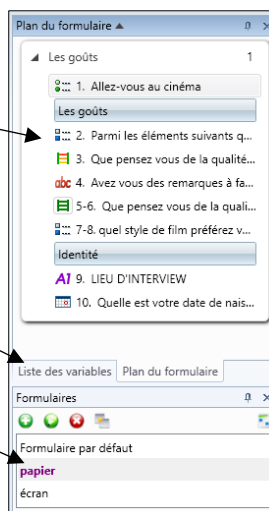 Plan du formulaire
Les goûts 1
1. Allez-vous au cinéma
Les goûts
2. Parmi les éléments suivants q...
3. Que pensez vous de la qualité...
abc 4. Avez vous des remarques à fa...
5-6. Que pensez vous de la quali...
7-8. quel style de film préférez v...
Identité
A1 9. LIEU D'INTERVIEW
10. Quelle est votre date de nais...
Liste des variables Plan du formulaire
Formulaires
Formulaire par défaut
papier
écran